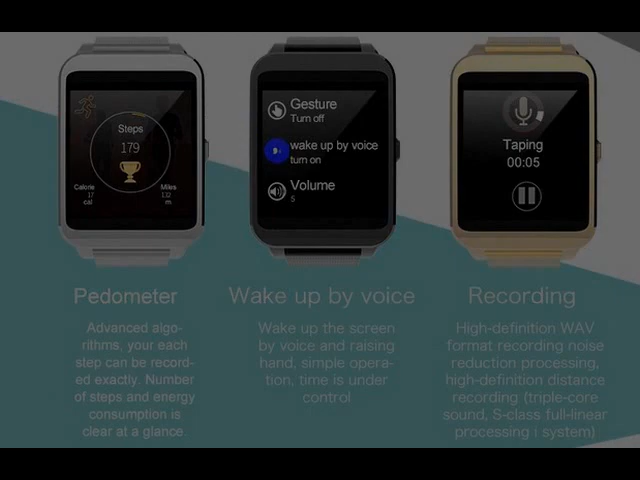 Steps
179
Calorie
17
cal
Miles
132
m
Gesture
Turn off
wake up by voice
turn on
Volume
5
Taping
00:05
Pedometer
Advanced algo-
rithms, your each
step can be record-
ed exactly. Number
of steps and energy
consumption is
clear at a glance.
Wake up by voice
Wake up the screen
by voice and raising
hand, simple opera-
tion, time is under
control
Recording
High-definition WAV
format recording noise
reduction processing,
high-definition distance
recording (triple-core
sound, S-class full-linear
processing i system)